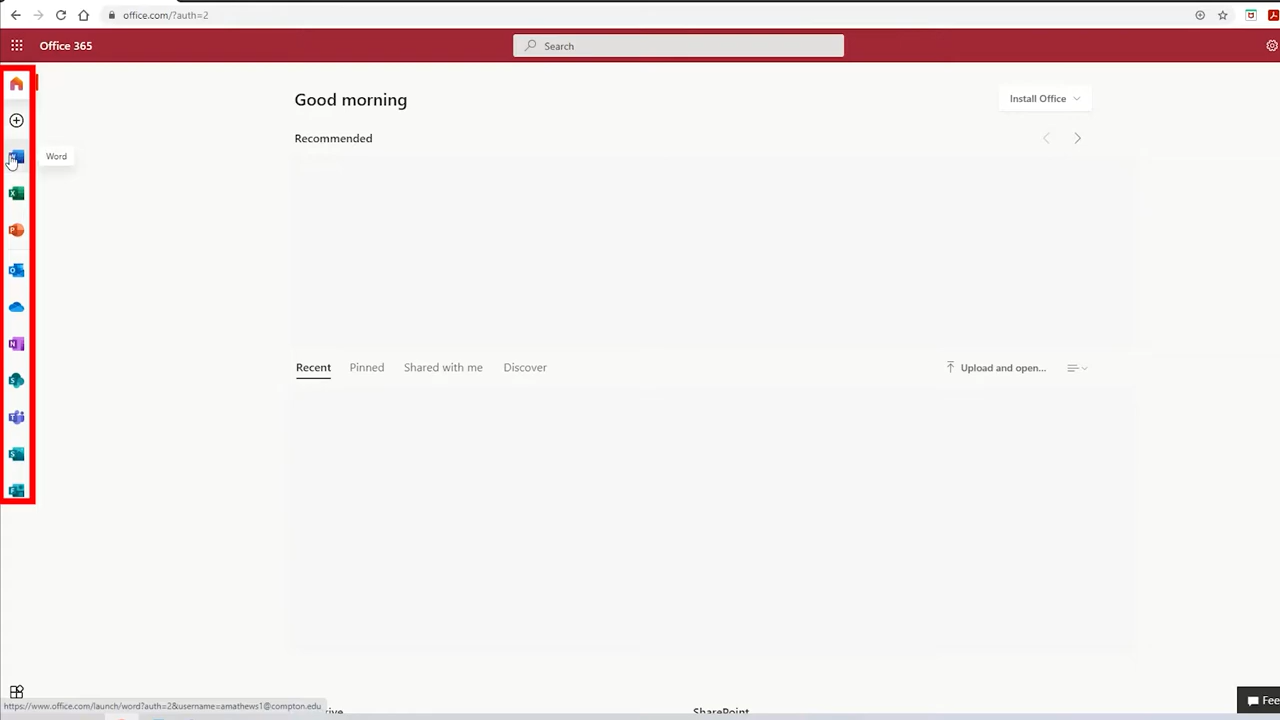 office.com/?auth=2
Office 365
Search
Good morning
Install Office
Recommended
Word
Recent Pinned Shared with me Discover
Upload and open...
https://www.office.com/launch/word?auth=2&username=amathews1@compton.edu
SharePoint